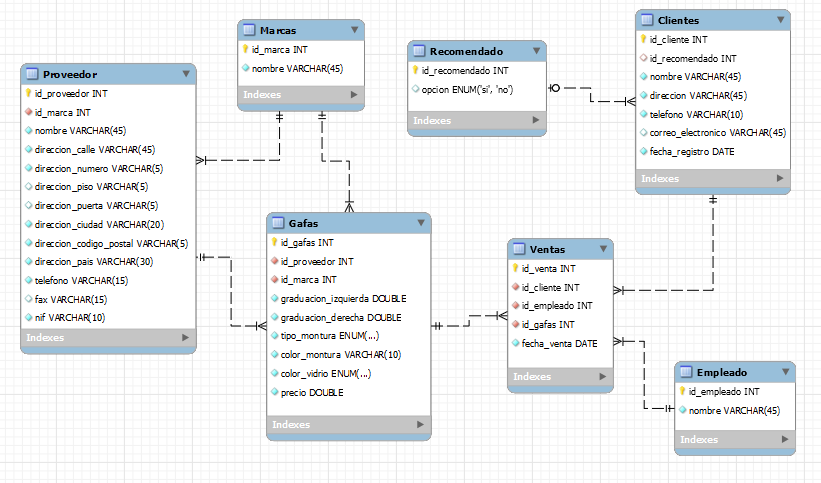 Proveedor
id_proveedor INT
id_marca INT
nombre VARCHAR(45)
direccion_calle VARCHAR(45)
direccion_numero VARCHAR(5)
direccion_piso VARCHAR(5)
direccion_puerta VARCHAR(5)
direccion_ciudad VARCHAR(20)
direccion_codigo_postal VARCHAR(5)
direccion_pais VARCHAR(30)
telefono VARCHAR(15)
fax VARCHAR(15)
nif VARCHAR(10)
Indexes
Marcas
id_marca INT
nombre VARCHAR(45)
Indexes
Recomendado
id_recomendado INT
opcion ENUM('si', 'no')
Indexes
Clientes
id_cliente INT
id_recomendado INT
nombre VARCHAR(45)
direccion VARCHAR(45)
telefono VARCHAR(10)
correo_electronico VARCHAR(45)
fecha_registro DATE
Indexes
Gafas
id_gafas INT
id_proveedor INT
id_marca INT
graduacion_izquierda DOUBLE
graduacion_derecha DOUBLE
tipo_montura ENUM(...)
color_montura VARCHAR(10)
color_vidrio ENUM(...)
precio DOUBLE
Indexes
Ventas
id_venta INT
id_cliente INT
id_empleado INT
id_gafas INT
fecha_venta DATE
Indexes
Empleado
id_empleado INT
nombre VARCHAR(45)
Indexes